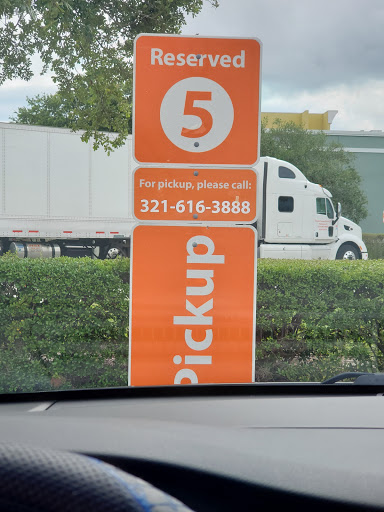 Reserved
5
For pickup, please call:
321-616-3888
Pickup